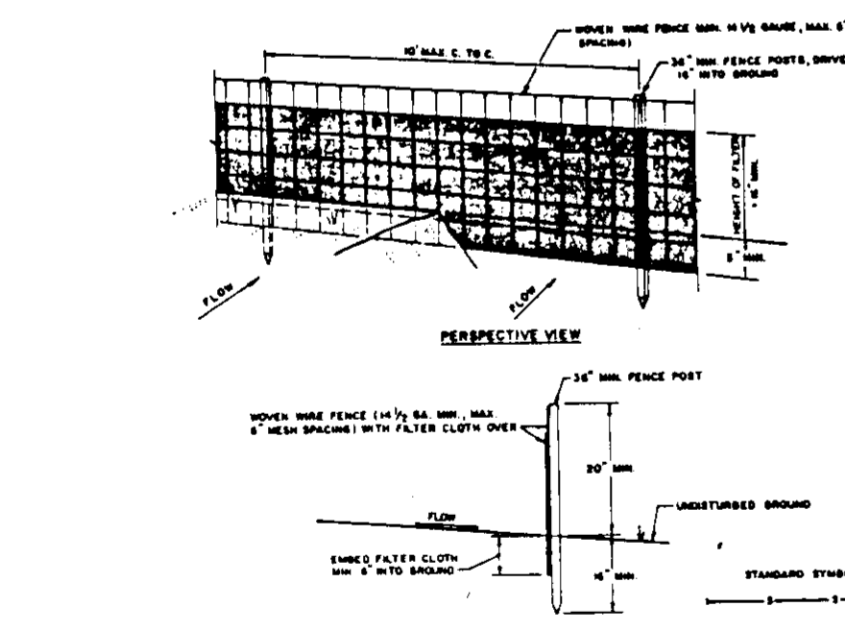 WOVEN WIRE FENCE (MIN. 14 1/2 GAUGE, MAX. 6"
SPACING)
10' MAX. C. TO C.
36" MIN. FENCE POSTS, DRIVE
16" INTO GROUND
HEIGHT OF FILTER
MIN.
8" MIN.
FLOW
FLOW
PERSPECTIVE VIEW
36" MIN. FENCE POST
WOVEN WIRE FENCE (14 1/2 GA. MIN., MAX.
6" MESH SPACING) WITH FILTER CLOTH OVER
20" MIN.
UNDISTURBED GROUND
FLOW
EMBED FILTER CLOTH
MIN 6" INTO GROUND
16" MIN.
STANDARD SYMB
S S